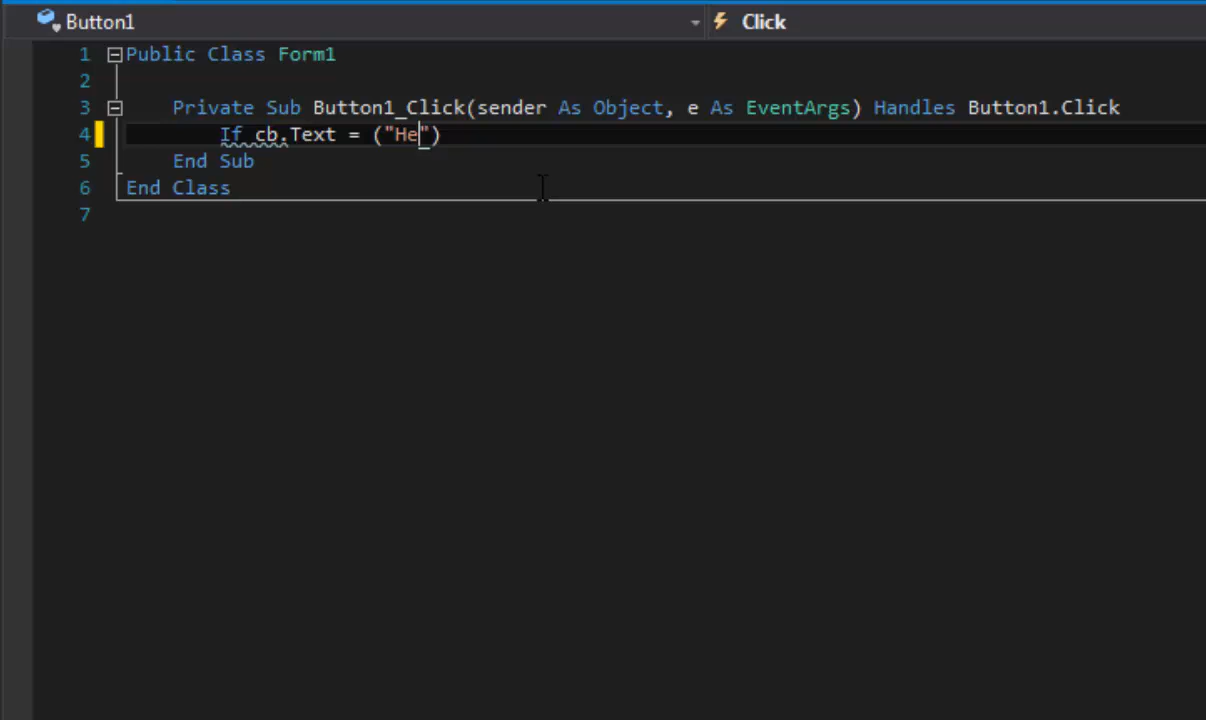 Button1 Click
1 Public Class Form1
2
3 Private Sub Button1_Click(sender As Object, e As EventArgs) Handles Button1.Click
4 If cb.Text = ("He")
5 End Sub
6 End Class
7